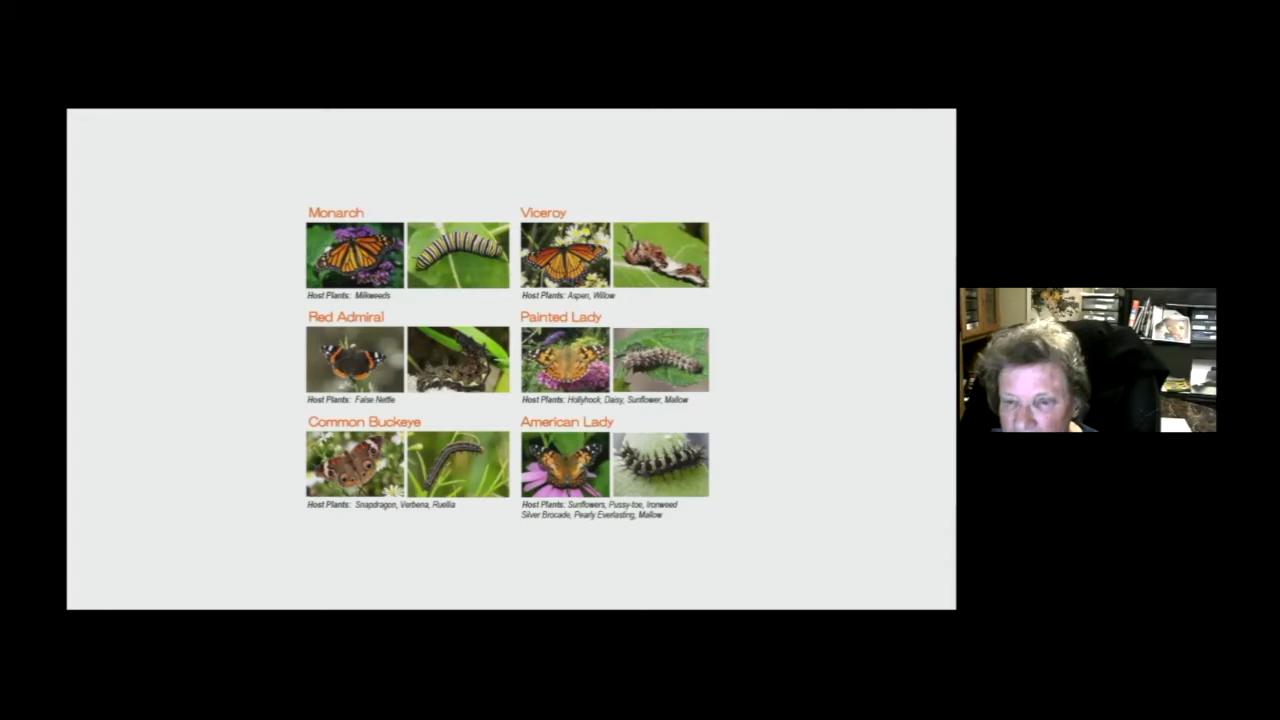 Monarch
Viceroy
Host Plants: Milkweeds
Host Plants: Aspen, Willow
Red Admiral
Painted Lady
Host Plants: False Nettle
Host Plants: Hollyhock, Daisy, Sunflower, Mallow
Common Buckeye
American Lady
Host Plants: Snapdragon, Verbena, Ruellia
Host Plants: Sunflowers, Pussy-toe, Ironweed
Silver Brocade, Pearly Everlasting, Mallow